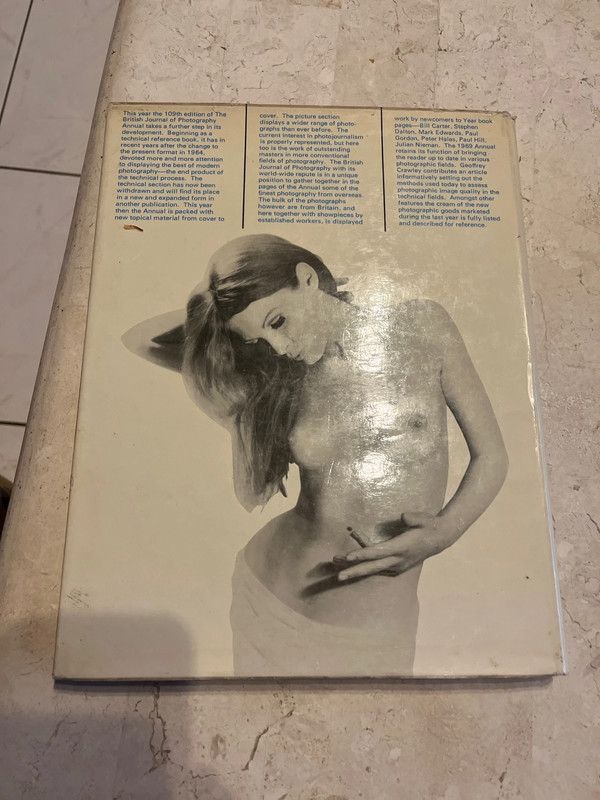 This year the 109th edition of The
British Journal of Photography
Annual takes a further step in its
development. Beginning as a
technical reference book, it has in
recent years after the change to
the present format in 1964,
devoted more and more attention
to displaying the best of modern
photography—the end product of
the technical process. The
technical section has now been
withdrawn and will find its place
in a new and expanded form in
another publication. This year
then the Annual is packed with
new topical material from cover to
cover. The picture section
displays a wider range of photo-
graphs than ever before. The
current interest in photojournalism
is properly represented, but here
too is the work of outstanding
masters in more conventional
fields of photography. The British
Journal of Photography with its
world-wide repute is in a unique
position to gather together in the
pages of the Annual some of the
finest photography from overseas.
The bulk of the photographs
however are from Britain, and
here together with showpieces by
established workers, is displayed
work by newcomers to Year book
pages—Bill Carter, Stephen
Dalton, Mark Edwards, Paul
Gordon, Peter Halas, Paul Hill,
Julian Nieman. The 1969 Annual
retains its function of bringing
the reader up to date in various
photographic fields. Geoffrey
Crawley contributes an article
informatively setting out the
methods used today to assess
photographic image quality in the
technical fields. Amongst other
features the cream of the new
photographic goods marketed
during the last year is fully listed
and described for reference.